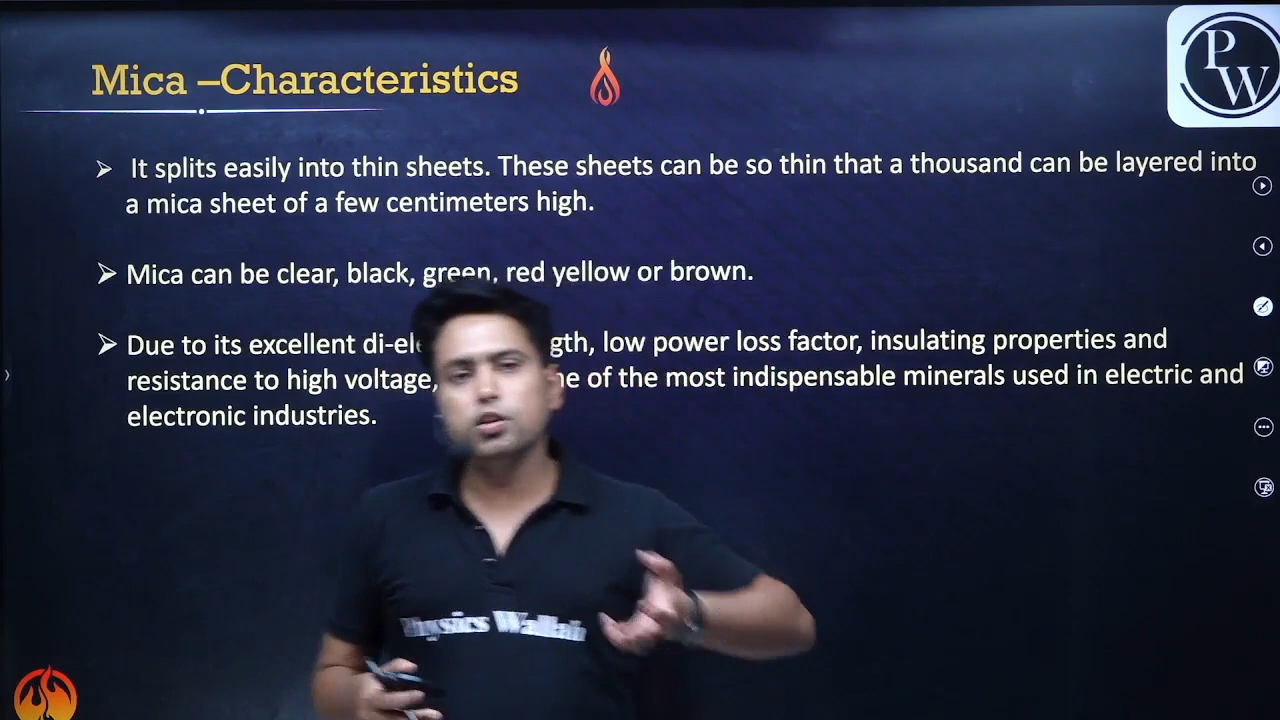 Mica –Characteristics
PW
➢ It splits easily into thin sheets. These sheets can be so thin that a thousand can be layered into
a mica sheet of a few centimeters high.
➢ Mica can be clear, black, green, red yellow or brown.
➢ Due to its excellent low power loss factor, insulating properties and
resistance to high voltage, of the most indispensable minerals used in electric and
electronic industries.
Physics Wallah